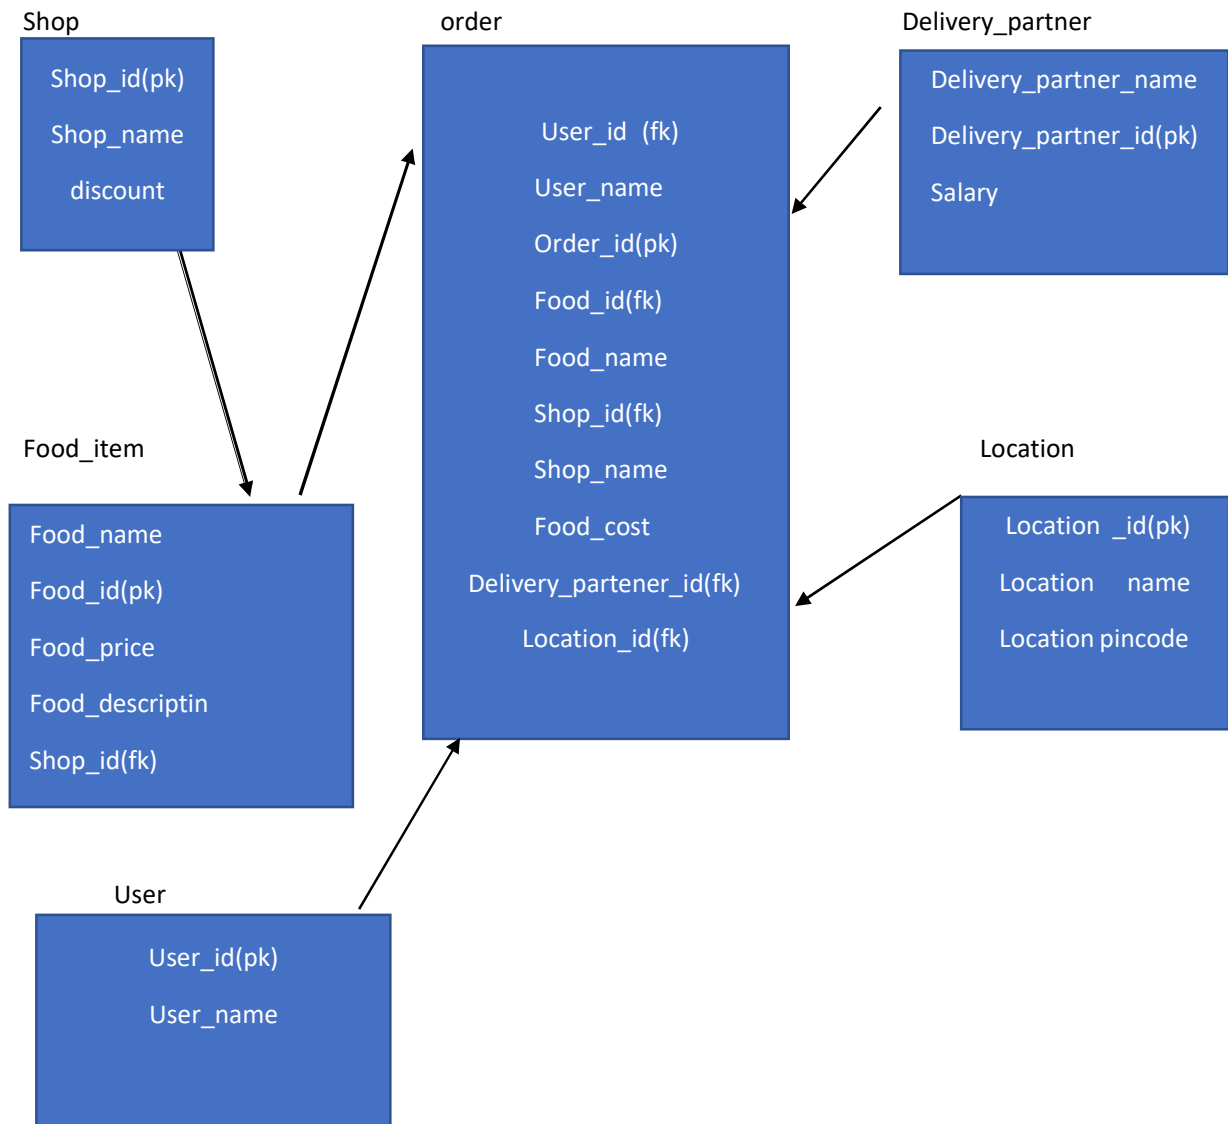 Shop
Shop_id(pk)
Shop_name
discount
order
User_id (fk)
User_name
Order_id(pk)
Food_id(fk)
Food_name
Shop_id(fk)
Shop_name
Food_cost
Delivery_partener_id(fk)
Location_id(fk)
Delivery_partner
Delivery_partner_name
Delivery_partner_id(pk)
Salary
Food_item
Food_name
Food_id(pk)
Food_price
Food_descriptin
Shop_id(fk)
Location
Location _id(pk)
Location name
Location pincode
User
User_id(pk)
User_name